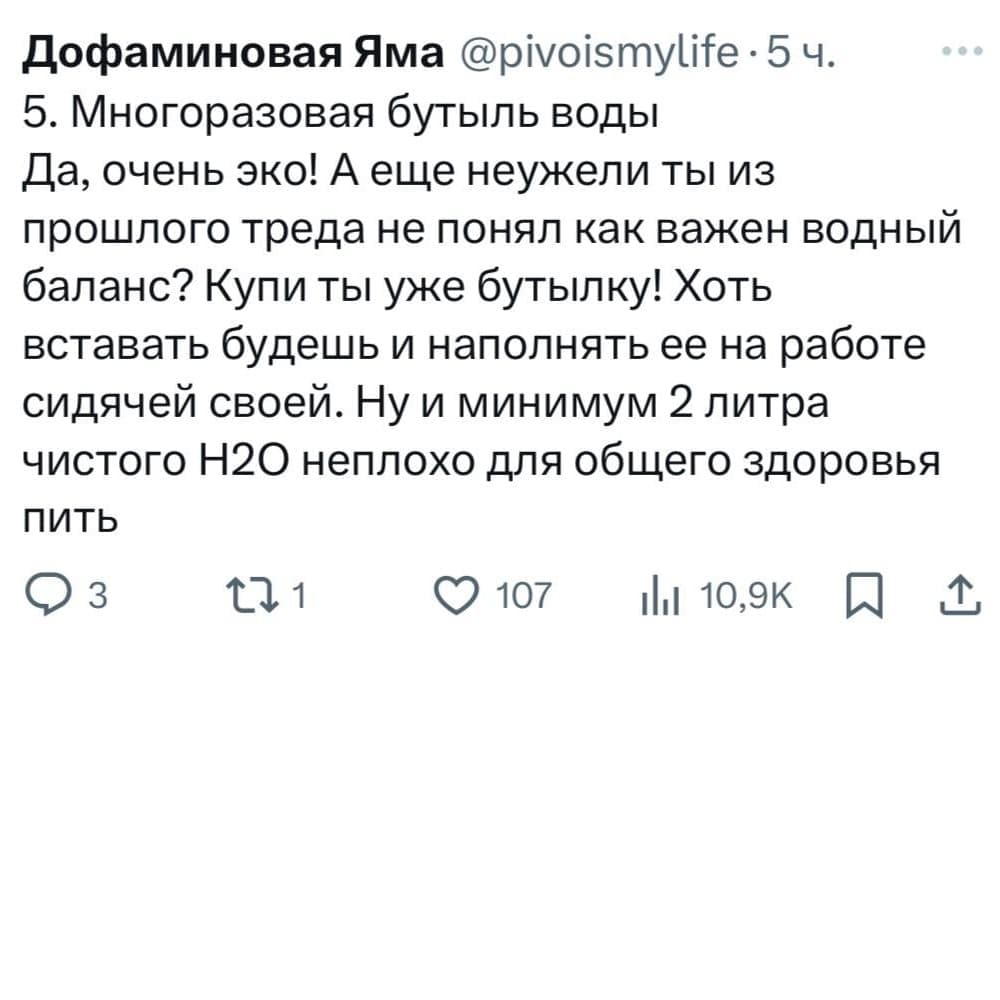 Дофаминовая Яма @pivoismylife · 5 ч.
5. Многоразовая бутыль воды
Да, очень эко! А еще неужели ты из
прошлого треда не понял как важен водный
баланс? Купи ты уже бутылку! Хоть
вставать будешь и наполнять ее на работе
сидячей своей. Ну и минимум 2 литра
чистого H2O неплохо для общего здоровья
пить
3 1 107 10,9K